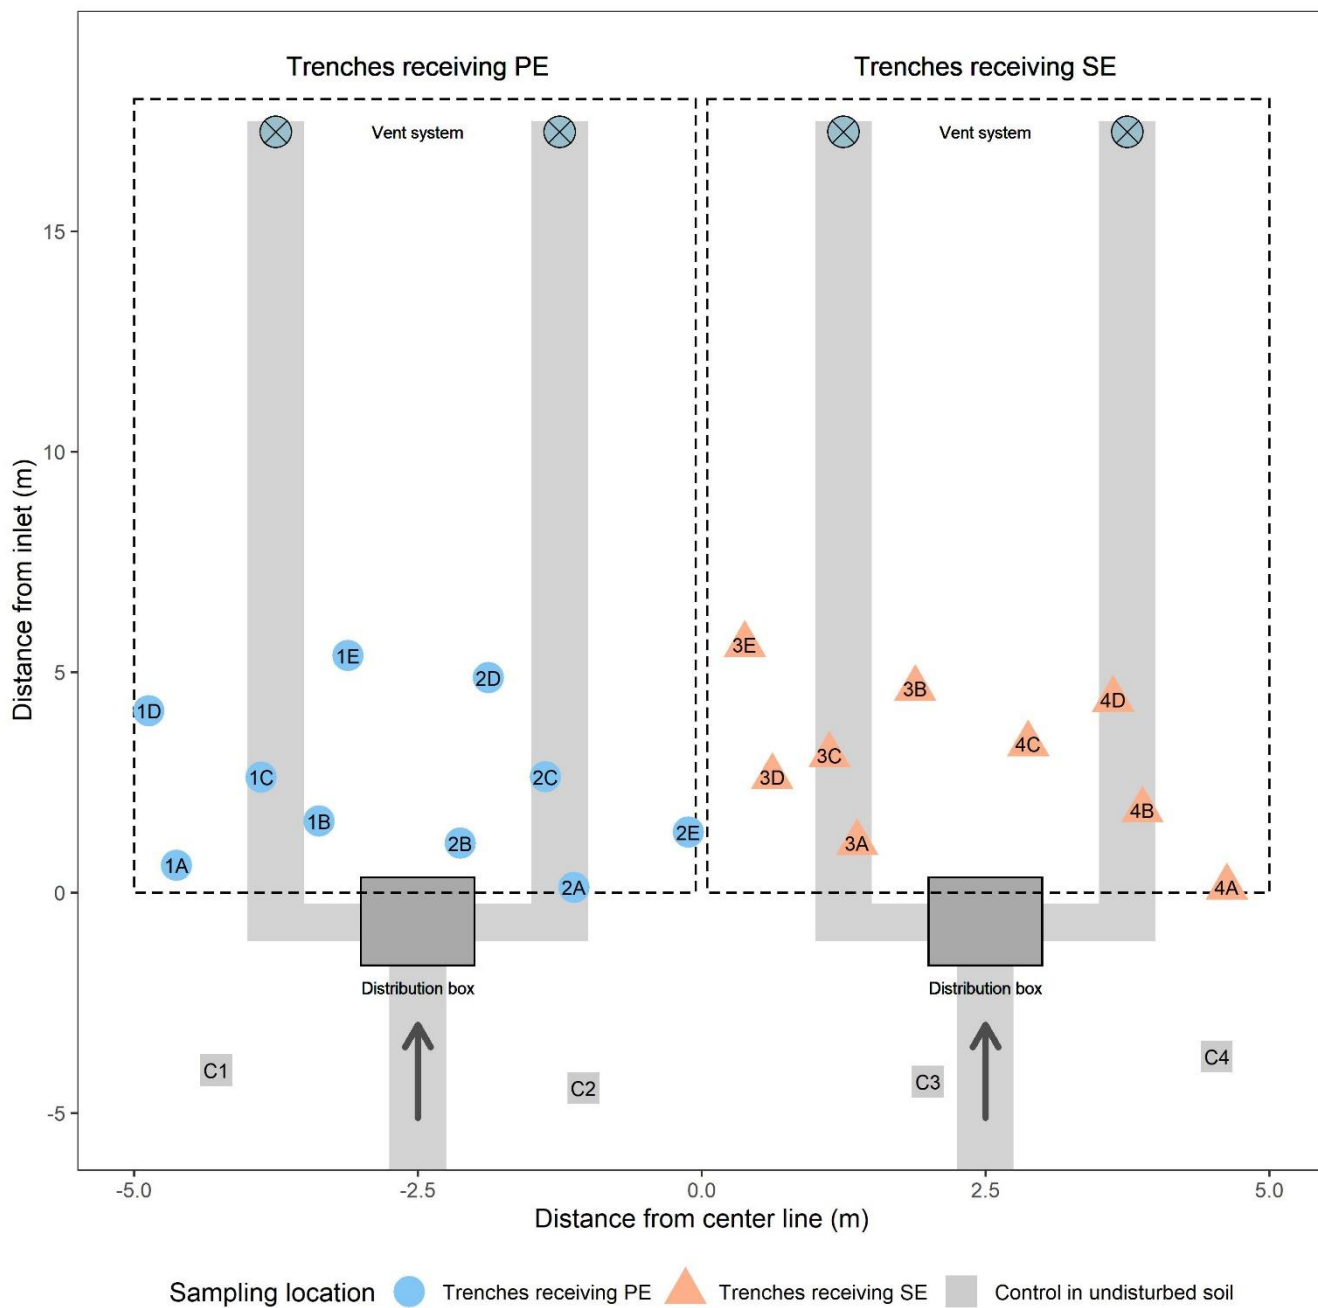 Trenches receiving PE
Trenches receiving SE
Vent system
Vent system
Distance from inlet (m)
15
10
5
0
-5
1E
2D
1D
1C
2C
1B
2B
2E
1A
2A
3E
3B
4D
4C
3C
3D
4B
3A
4A
Distribution box
Distribution box
C1
C2
C3
C4
-5.0
-2.5
0.0
2.5
5.0
Distance from center line (m)
Sampling location
Trenches receiving PE
Trenches receiving SE
Control in undisturbed soil